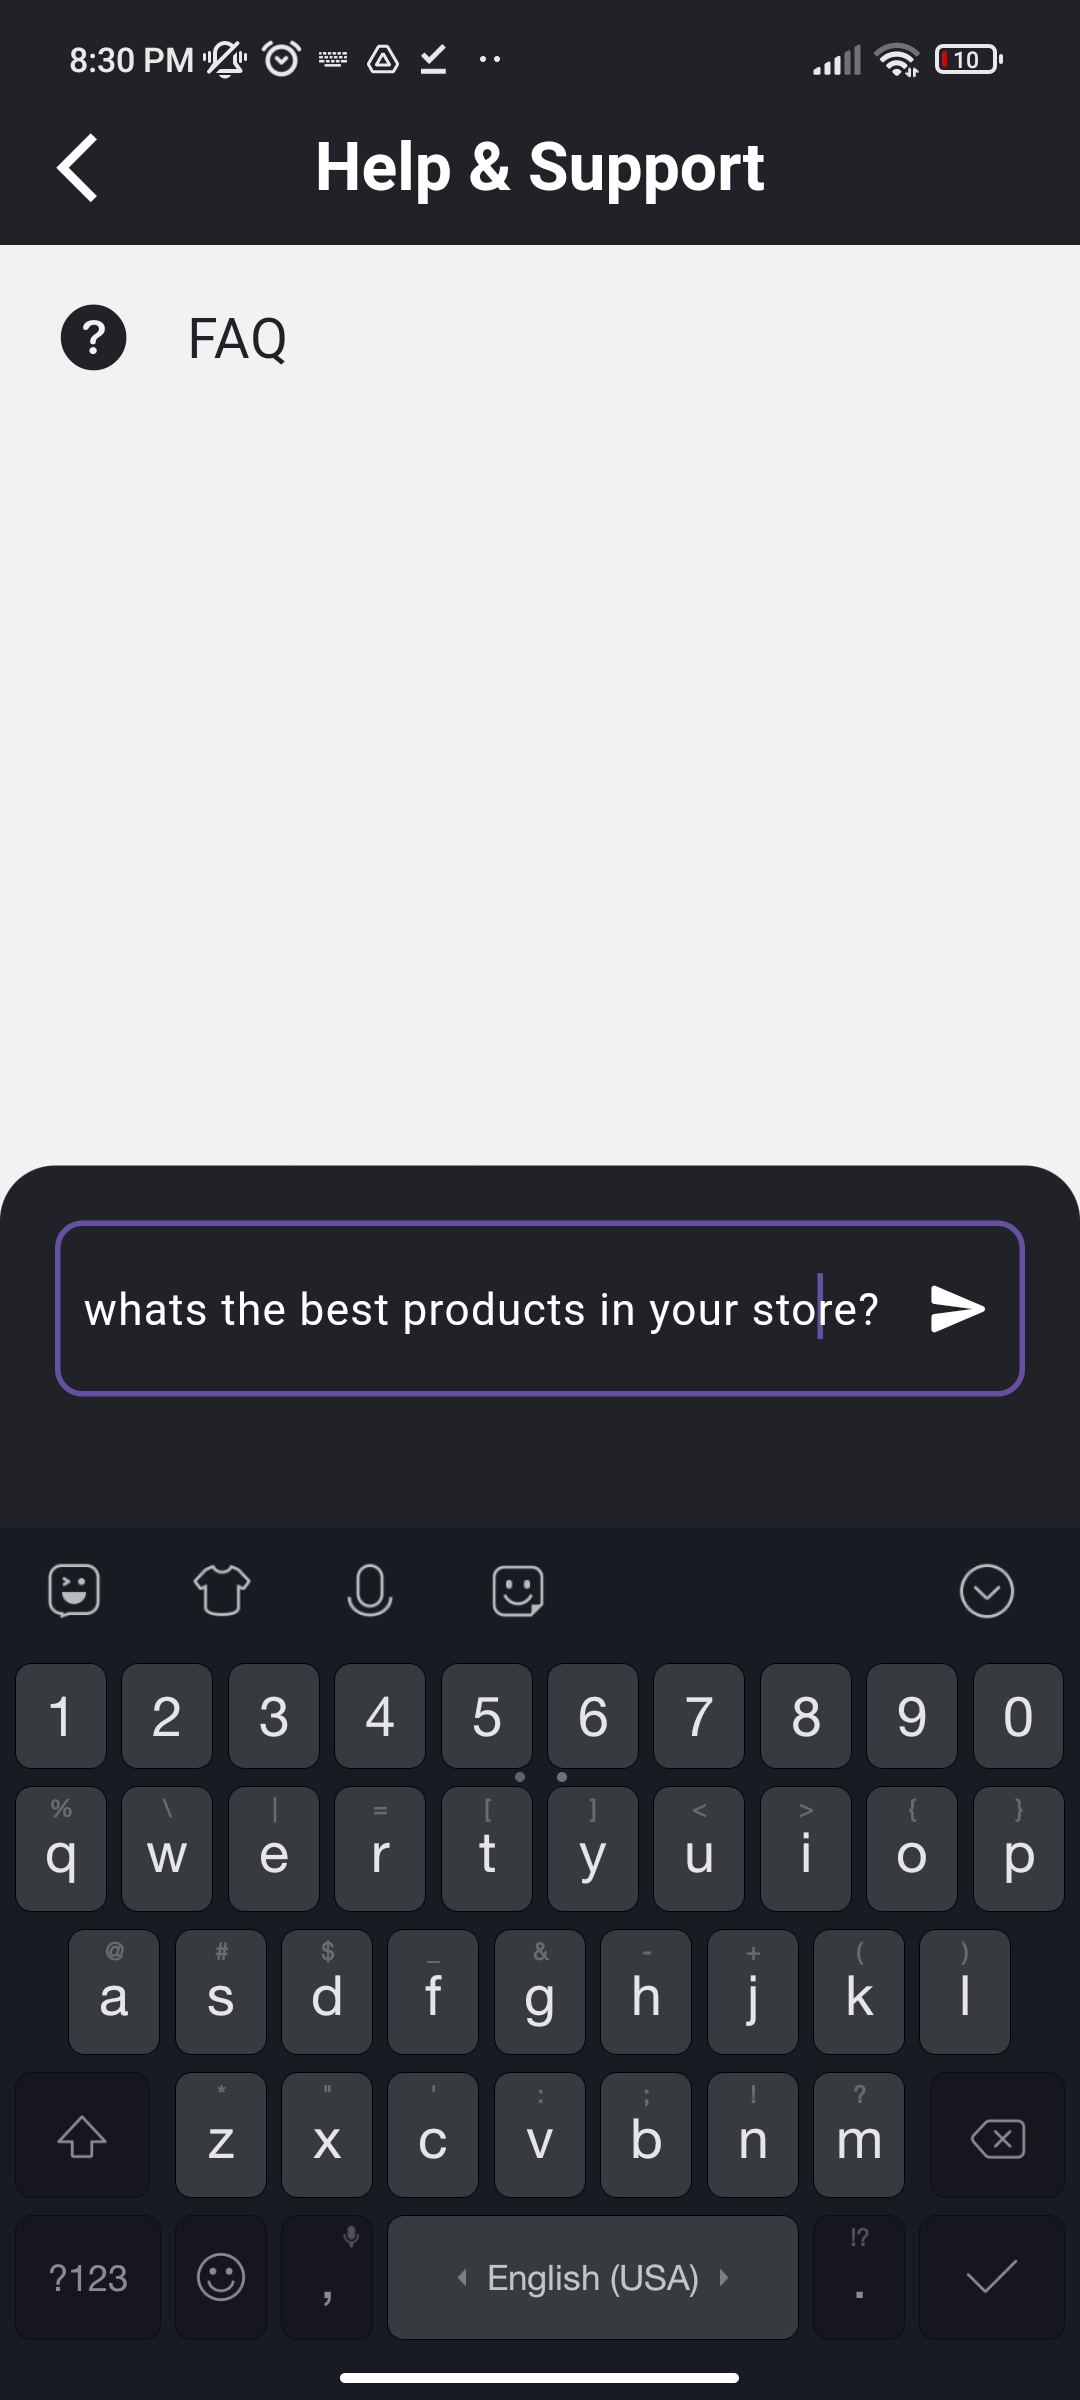 8:30 PM
10
Help & Support
? FAQ
whats the best products in your store?
1 2 3 4 5 6 7 8 9 0
% \ | = [ ] < > { }
q w e r t y u i o p
@ # $ _ & - + ( )
a s d f g h j k l
* " ' : ; ! ?
z x c v b n m
!?
?123 , English (USA) .